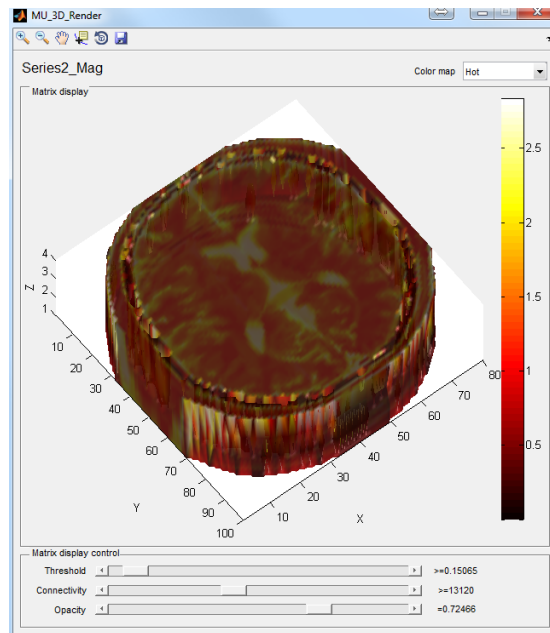 MU_3D_Render
Series2_Mag
Color map Hot
Matrix display
2.5
2
1.5
1
0.5
4
3
2
1
Z
10
20
30
40
50
60
70
80
90
100
Y
10
20
30
40
50
60
70
80
X
Matrix display control
Threshold >=0.15065
Connectivity >=13120
Opacity =0.72466